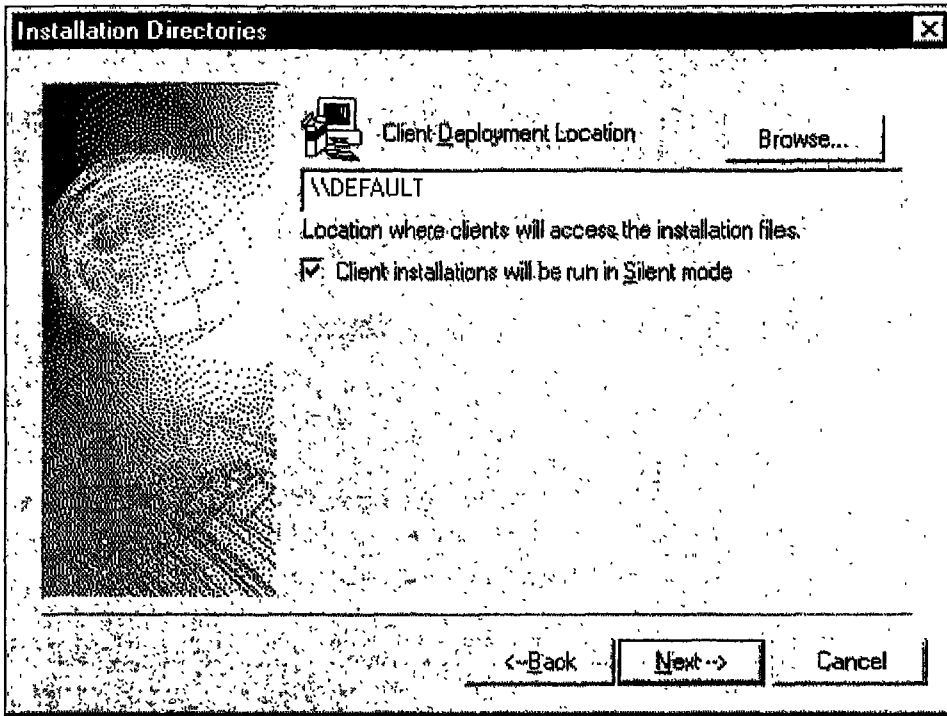 Installation Directories
Client Deployment Location
Browse...
\\DEFAULT
Location where clients will access the installation files.
Client installations will be run in Silent mode
<--Back
Next-->
Cancel